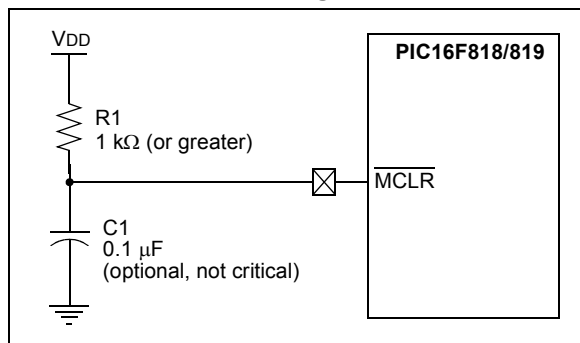 VDD
PIC16F818/819
R1
1 kΩ (or greater)
MCLR
C1
0.1 μF
(optional, not critical)